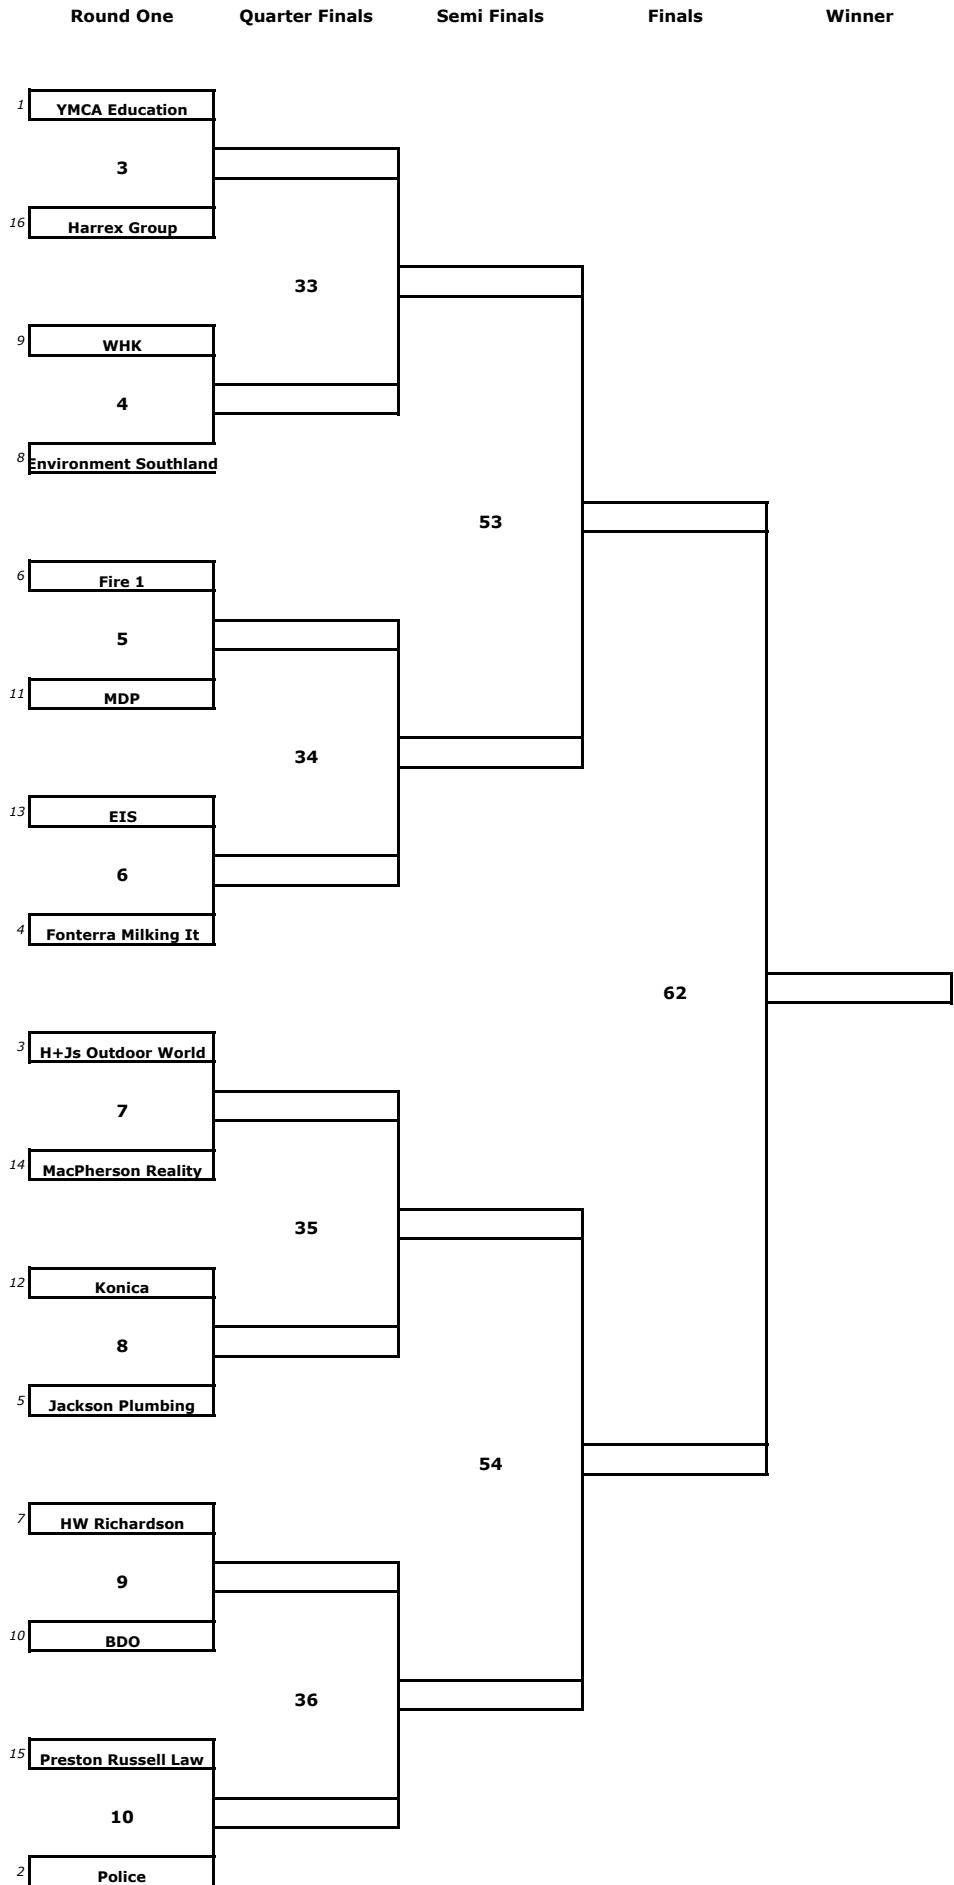 Round One Quarter Finals Semi Finals Finals Winner
1 YMCA Education
3
16 Harrex Group
33
9 WHK
4
8 Environment Southland
53
6 Fire 1
5
11 MDP
34
13 EIS
6
4 Fonterra Milking It
62
3 H+Js Outdoor World
7
14 MacPherson Reality
35
12 Konica
8
5 Jackson Plumbing
54
7 HW Richardson
9
10 BDO
36
15 Preston Russell Law
10
2 Police